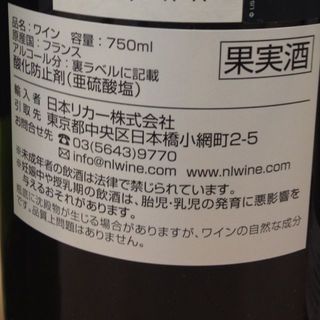 品名:ワイン 容量:750ml
原産国:フランス
アルコール分:裏ラベルに記載
酸化防止剤(亜硫酸塩)
果実酒
輸入者 日本リカー株式会社
引取先 東京都中央区日本橋小網町2-5
お問合せ ☎03(5643)9770
✉info@nlwine.com www.nlwine.com
※未成年者の飲酒は法律で禁じられています。
※妊娠中や授乳期の飲酒は、胎児・乳児の発育に悪影響を
与えるおそれがあります。
瓶底に沈殿物が生じる場合がありますが、ワインの自然な成分
です。品質上問題はありません。